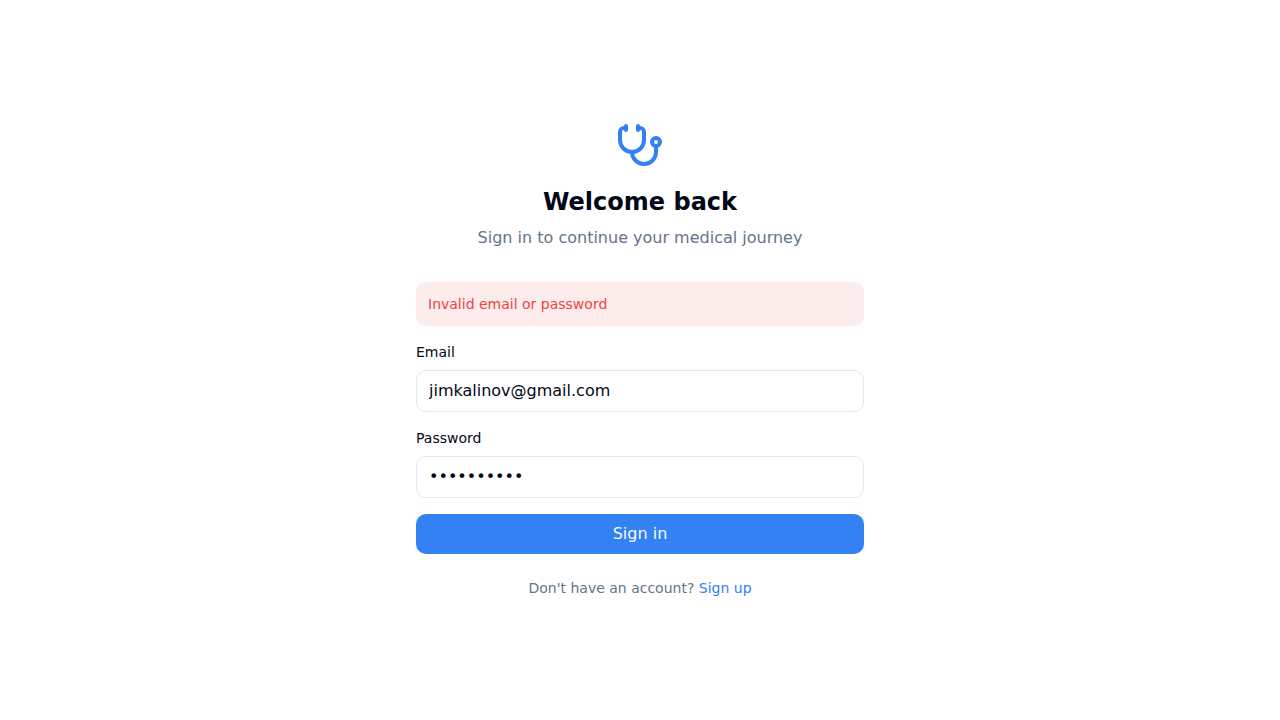 Welcome back
Sign in to continue your medical journey
Invalid email or password
Email
jimkalinov@gmail.com
Password
••••••••••
Sign in
Don't have an account? Sign up